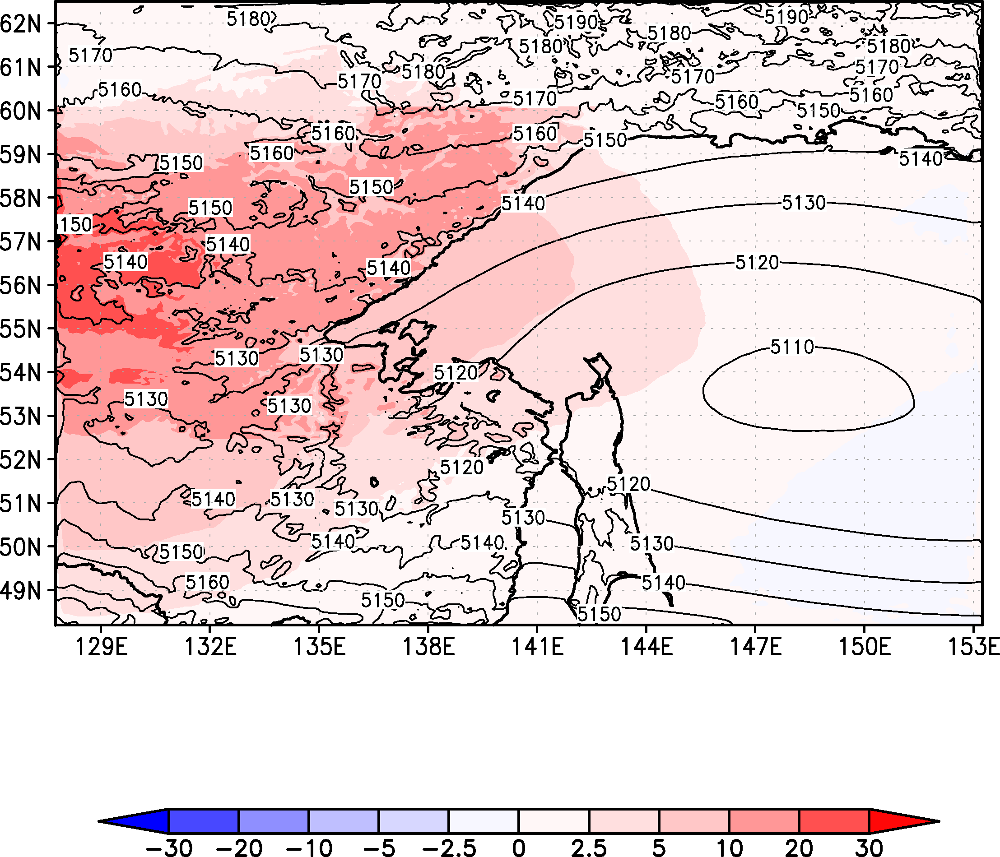 5180 5190 5190
62N
5180
5180 5180
5170
61N
5180 5170
5170 5170
5160
5170 5160 5160
60N
5150
5160 5160
5150
59N
5160
5150 5140
5150
58N
5140 5130
5150
150
57N
5140
5140 5140 5120
56N
55N
5110
5130 5130
54N
5120
5130
5130
53N
52N
5120
5120
51N
5140 5130
5130
5130
50N
5140 5140 5130
5150
49N
5160 5140
5150
5150
129E 132E 135E 138E 141E 144E 147E 150E 153E
−30 −20 −10 −5 −2.5 0 2.5 5 10 20 30